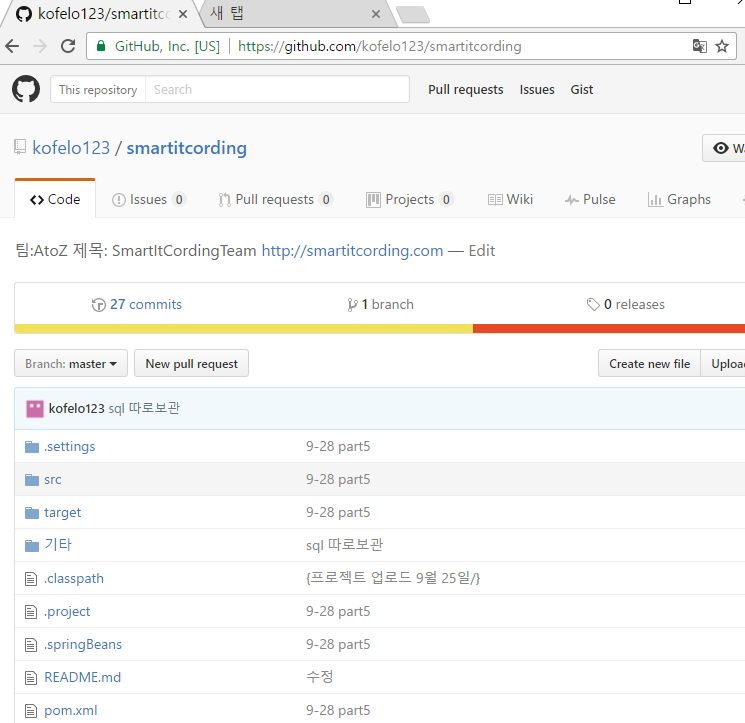 kofelo123/smartitco
새 탭
GitHub, Inc. [US] https://github.com/kofelo123/smartitcording
This repository Search Pull requests Issues Gist
kofelo123 / smartitcording
Code Issues 0 Pull requests 0 Projects 0 Wiki Pulse Graphs
팀:AtoZ 제목: SmartItCordingTeam http://smartitcording.com — Edit
27 commits 1 branch 0 releases
Branch: master New pull request Create new file
kofelo123 sql 따로보관
.settings 9-28 part5
src 9-28 part5
target 9-28 part5
기타 sql 따로보관
.classpath {프로젝트 업로드 9월 25일/}
.project 9-28 part5
.springBeans 9-28 part5
README.md 수정
pom.xml 9-28 part5